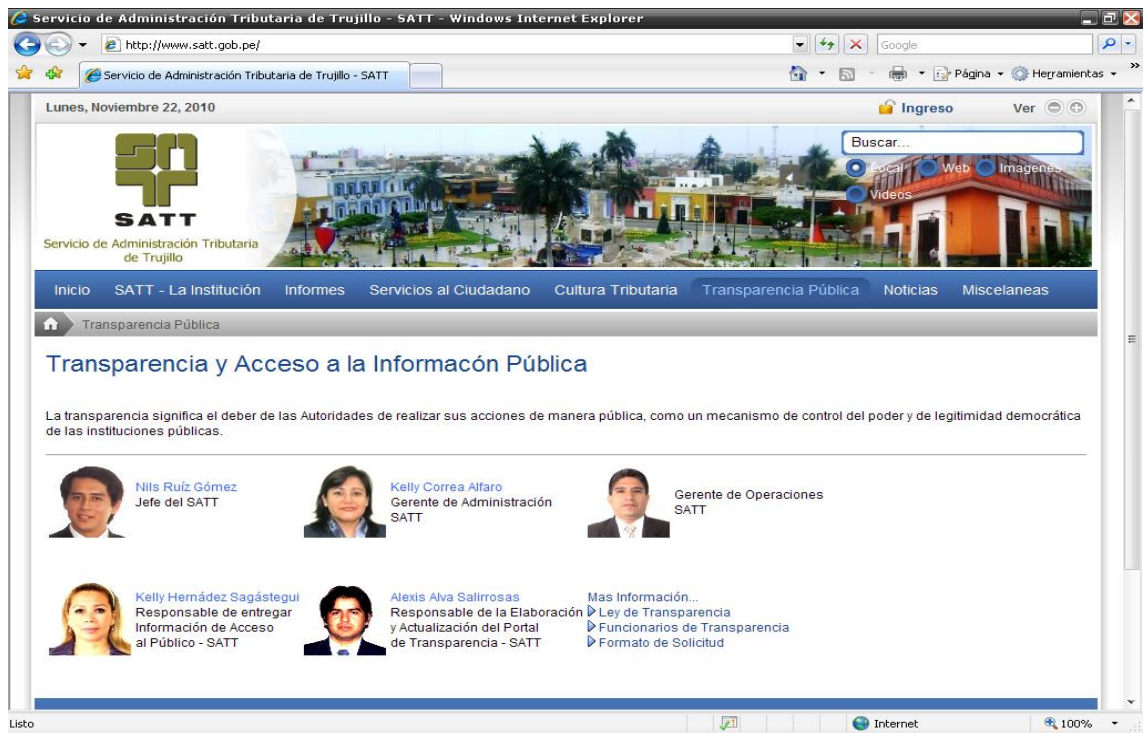 Servicio de Administración Tributaria de Trujillo - SATT - Windows Internet Explorer
http://www.satt.gob.pe/
Google
Servicio de Administración Tributaria de Trujillo - SATT
Página
Herramientas
Lunes, Noviembre 22, 2010
Ingreso
Ver
SATT
Servicio de Administración Tributaria
de Trujillo
Buscar...
Local Web Imagenes
Videos
Inicio SATT - La Institución Informes Servicios al Ciudadano Cultura Tributaria Transparencia Pública Noticias Miscelaneas
Transparencia Pública
Transparencia y Acceso a la Informacón Pública
La transparencia significa el deber de las Autoridades de realizar sus acciones de manera pública, como un mecanismo de control del poder y de legitimidad democrática
de las instituciones públicas.
Nils Ruíz Gómez
Jefe del SATT
Kelly Correa Alfaro
Gerente de Administración
SATT
Gerente de Operaciones
SATT
Kelly Hernádez Sagástegui
Responsable de entregar
Información de Acceso
al Público - SATT
Alexis Alva Salirrosas
Responsable de la Elaboración
y Actualización del Portal
de Transparencia - SATT
Mas Información...
Ley de Transparencia
Funcionarios de Transparencia
Formato de Solicitud
Listo
Internet
100%